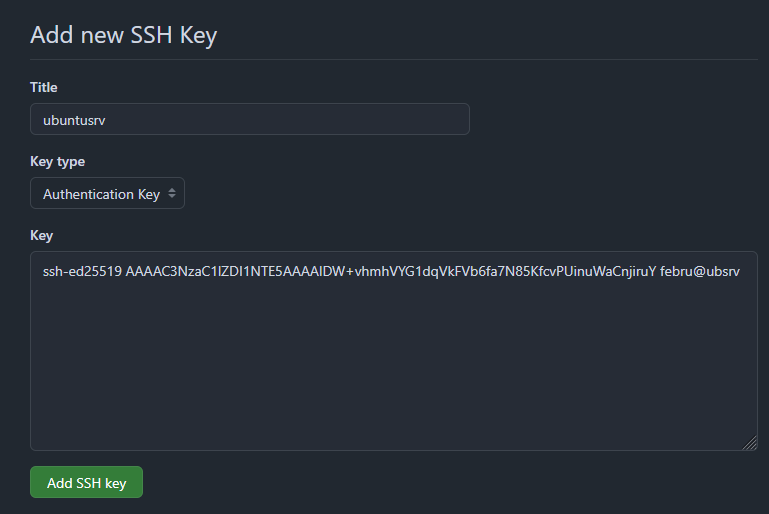 Add new SSH Key
Title
ubuntusrv
Key type
Authentication Key
Key
ssh-ed25519 AAAAC3NzaC1lZDI1NTE5AAAAIDW+vhmhVYG1dqVkFVb6fa7N85KfcvPUinuWaCnjiruY febru@ubsrv
Add SSH key